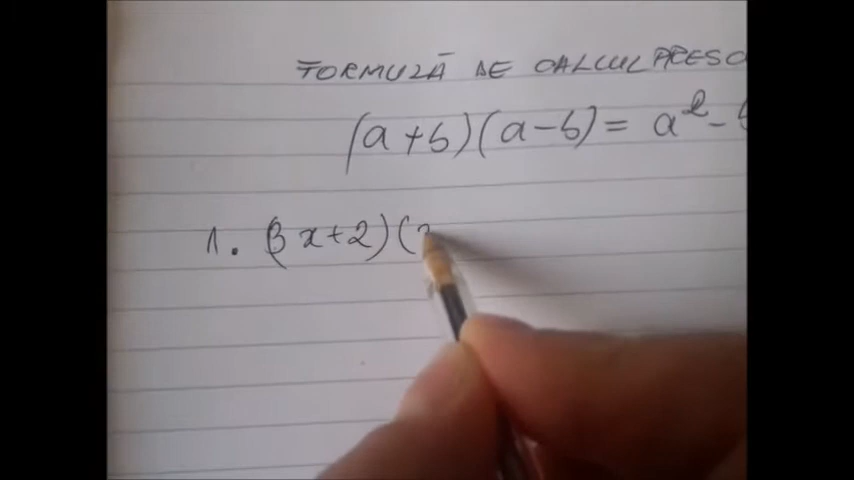 FORMULĂ DE CALCUL PRESC
(a+b)(a-b)= a² -
1. (3x+2)(